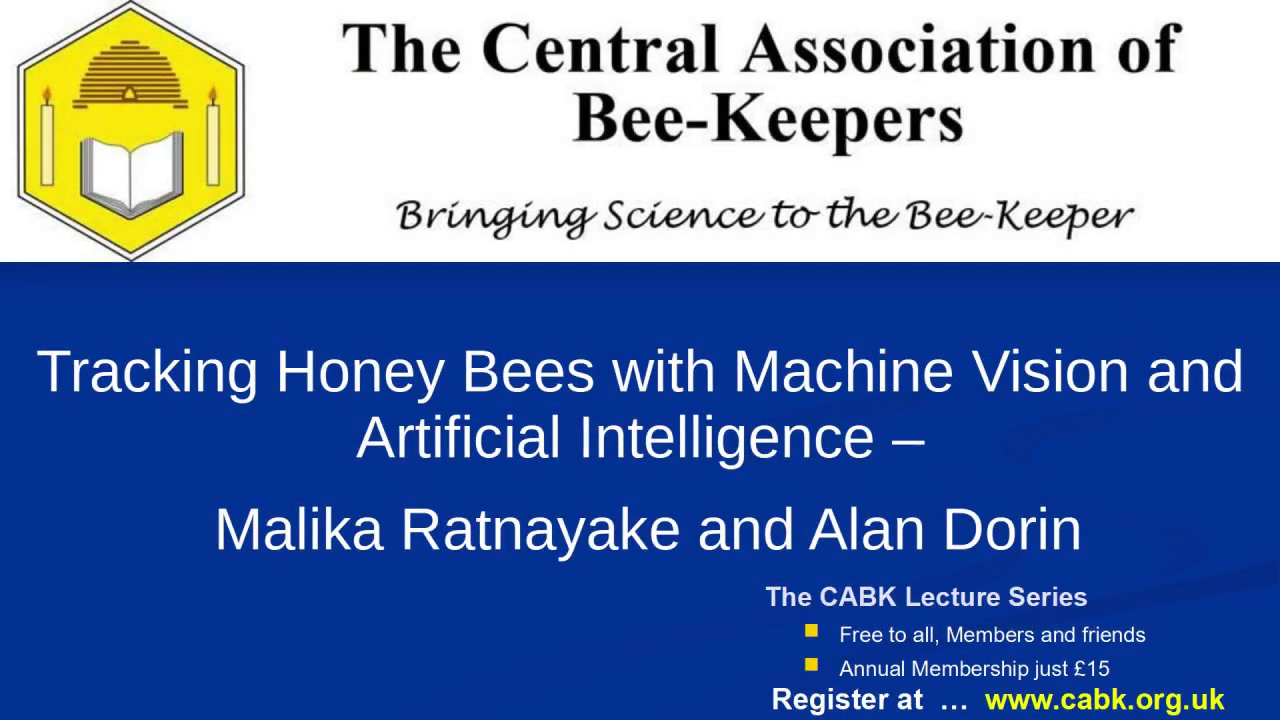 The Central Association of
Bee-Keepers
Bringing Science to the Bee-Keeper
Tracking Honey Bees with Machine Vision and
Artificial Intelligence –
Malika Ratnayake and Alan Dorin
The CABK Lecture Series
Free to all, Members and friends
Annual Membership just £15
Register at … www.cabk.org.uk